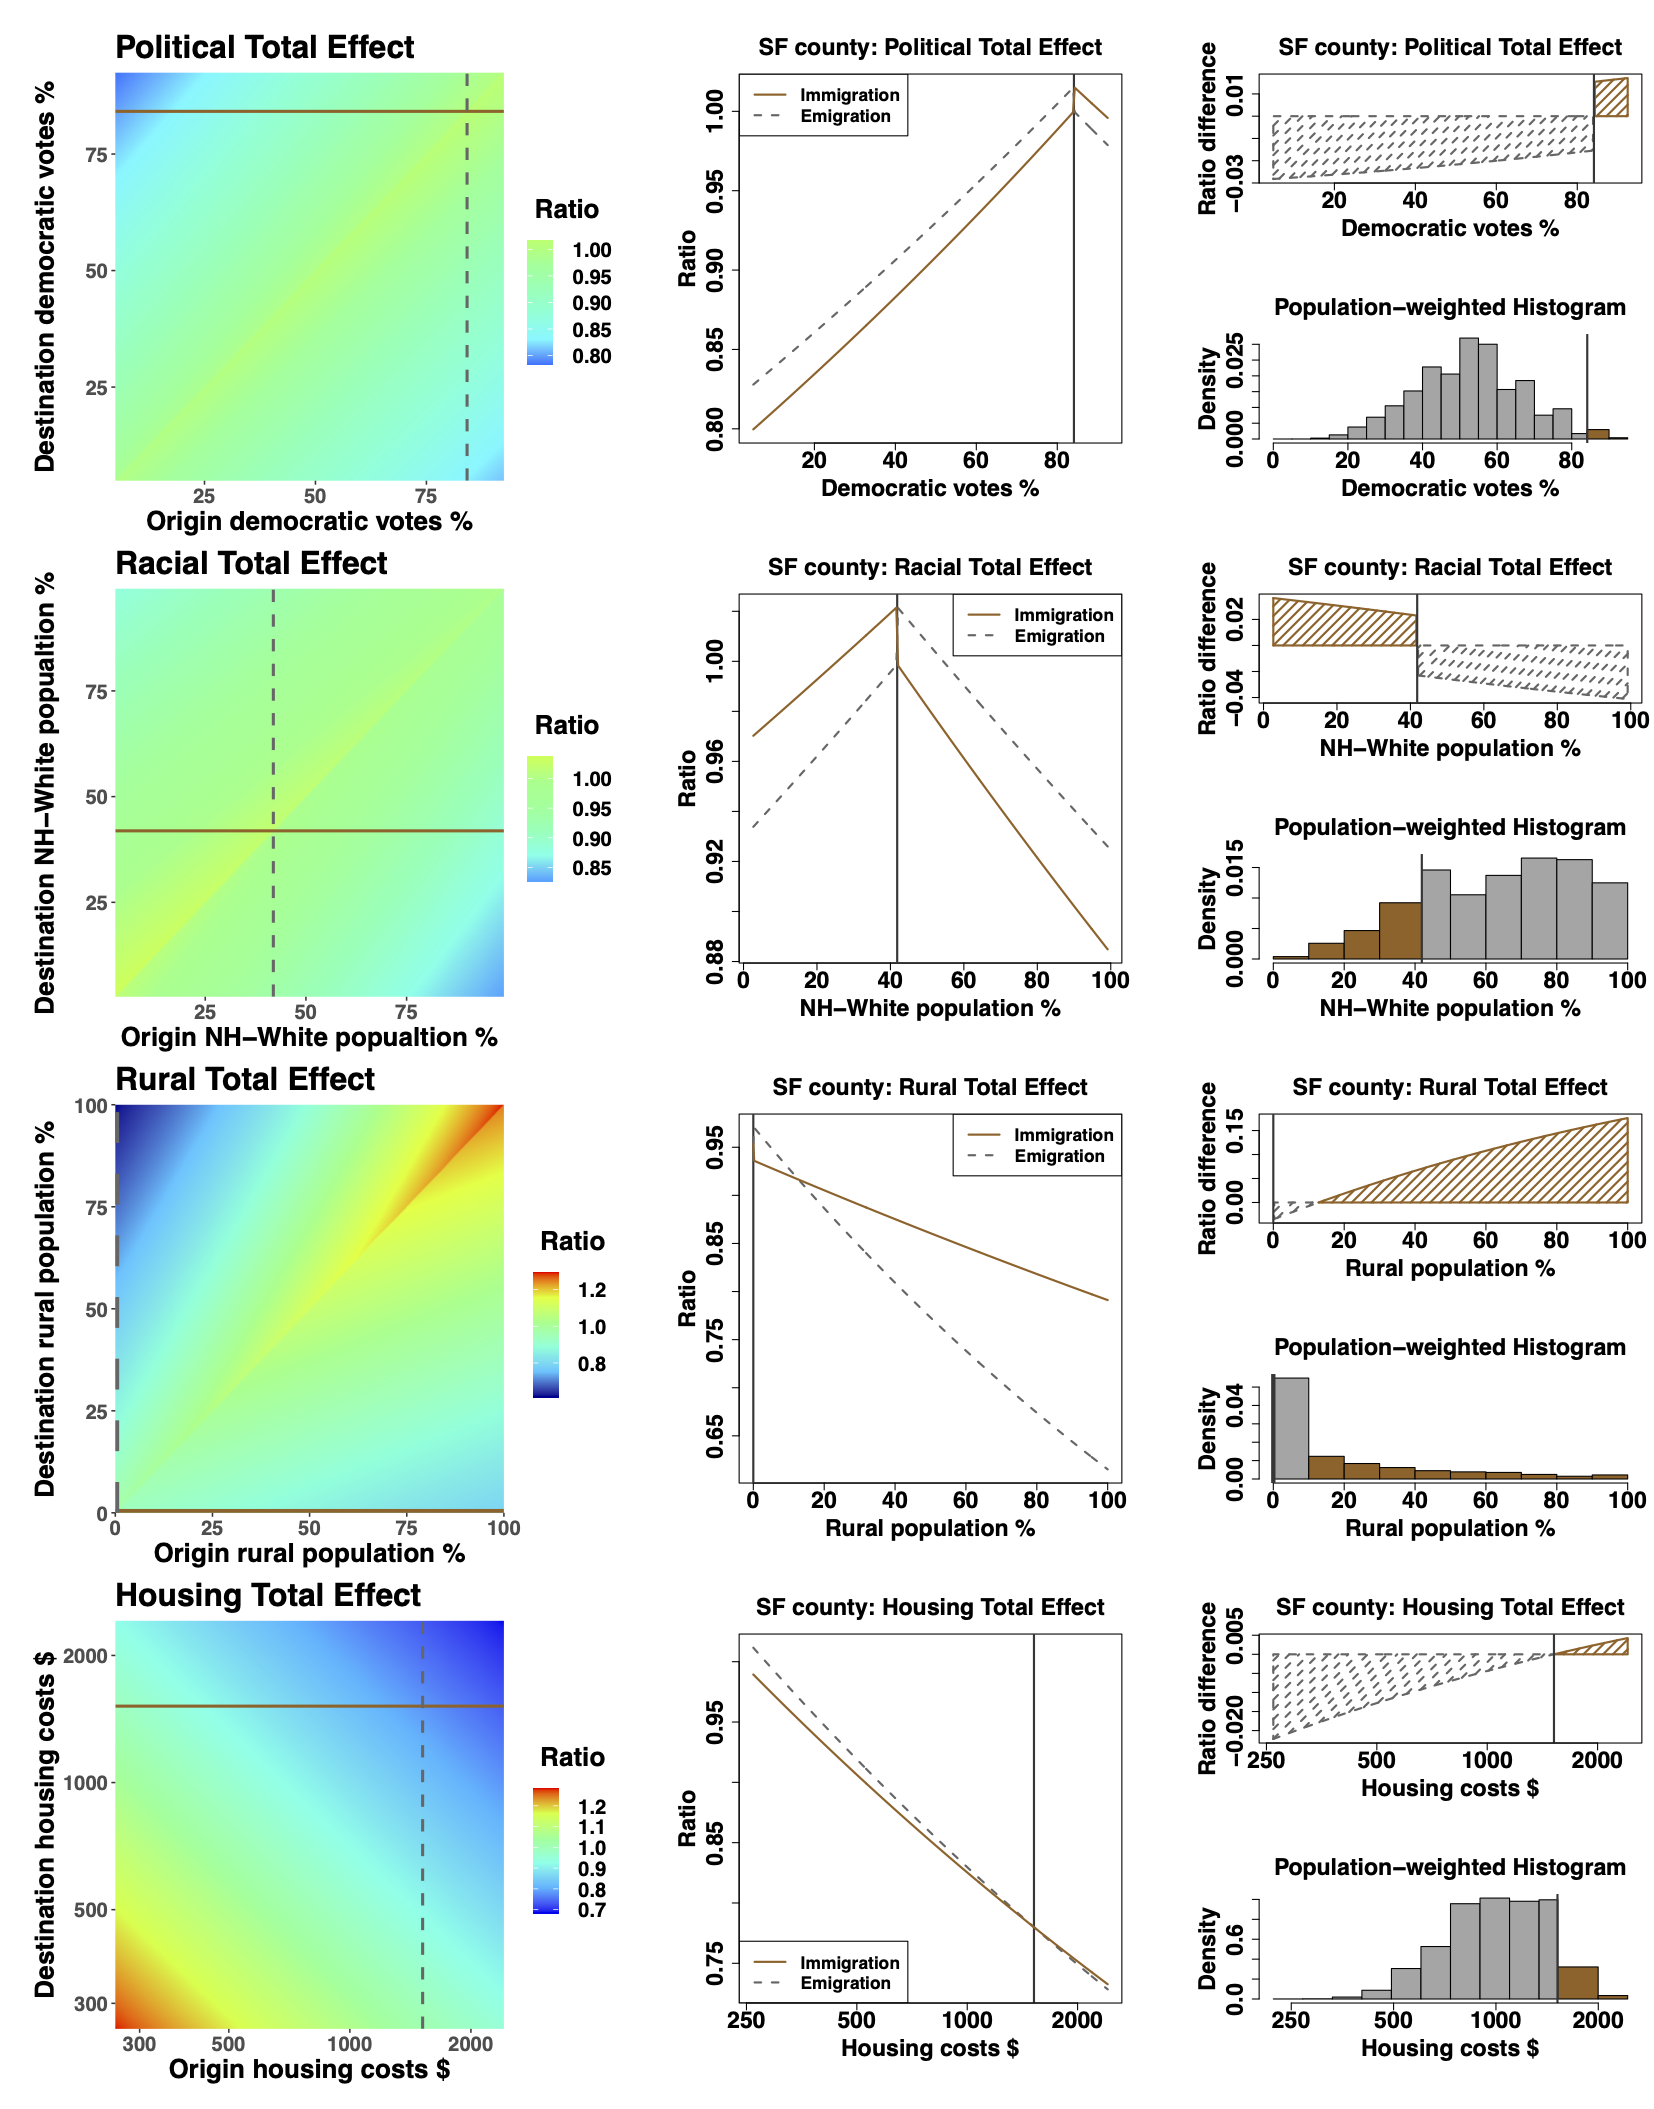 Political Total Effect
Destination democratic votes %
75
50
25
25 50 75
Origin democratic votes %
Ratio
1.00
0.95
0.90
0.85
0.80
SF county: Political Total Effect
Immigration
Emigration
Ratio
0.80 0.85 0.90 0.95 1.00
20 40 60 80
Democratic votes %
SF county: Political Total Effect
Ratio difference
−0.03 0.01
20 40 60 80
Democratic votes %
Population−weighted Histogram
Density
0.000 0.025
0 20 40 60 80
Democratic votes %
Racial Total Effect
Destination NH−White popualtion %
75
50
25
25 50 75
Origin NH−White popualtion %
Ratio
1.00
0.95
0.90
0.85
SF county: Racial Total Effect
Immigration
Emigration
Ratio
0.88 0.92 0.96 1.00
0 20 40 60 80 100
NH−White population %
SF county: Racial Total Effect
Ratio difference
−0.04 0.02
0 20 40 60 80 100
NH−White population %
Population−weighted Histogram
Density
0.000 0.015
0 20 40 60 80 100
NH−White population %
Rural Total Effect
Destination rural population %
100
75
50
25
0
0 25 50 75 100
Origin rural population %
Ratio
1.2
1.0
0.8
SF county: Rural Total Effect
Immigration
Emigration
Ratio
0.65 0.75 0.85 0.95
0 20 40 60 80 100
Rural population %
SF county: Rural Total Effect
Ratio difference
0.00 0.15
0 20 40 60 80 100
Rural population %
Population−weighted Histogram
Density
0.00 0.04
0 20 40 60 80 100
Rural population %
Housing Total Effect
Destination housing costs $
2000
1000
500
300
300 500 1000 2000
Origin housing costs $
Ratio
1.2
1.1
1.0
0.9
0.8
0.7
SF county: Housing Total Effect
Immigration
Emigration
Ratio
0.75 0.85 0.95
250 500 1000 2000
Housing costs $
SF county: Housing Total Effect
Ratio difference
−0.020 0.005
250 500 1000 2000
Housing costs $
Population−weighted Histogram
Density
0.0 0.6
250 500 1000 2000
Housing costs $